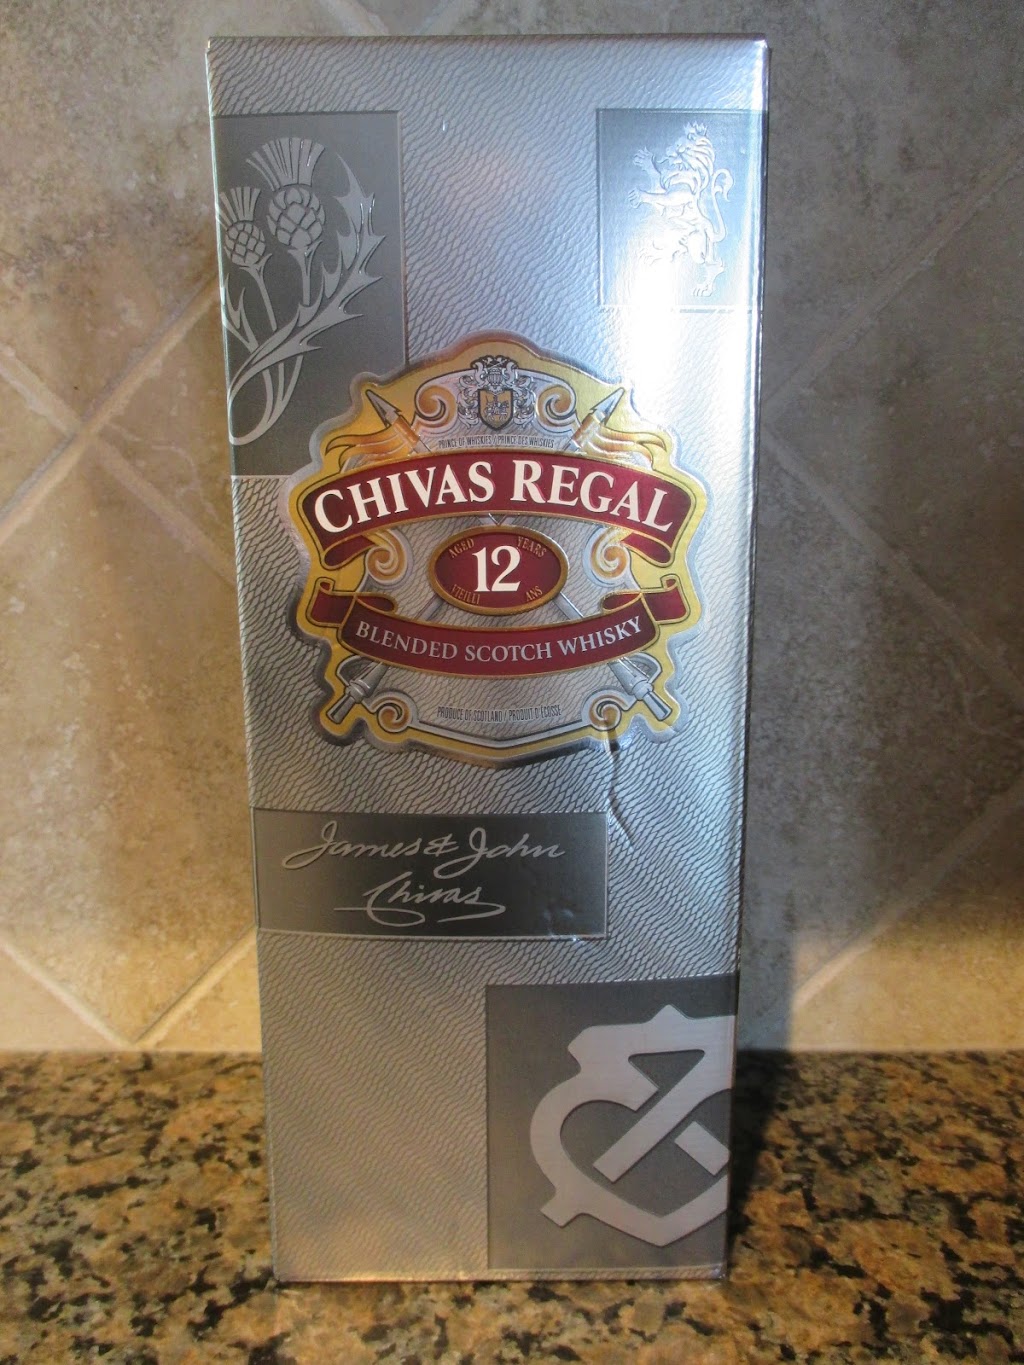 PRINCE OF WHISKIES / PRINCE DES WHISKIES
CHIVAS REGAL
AGED YEARS
12
VIEILLI ANS
BLENDED SCOTCH WHISKY
PRODUCE OF SCOTLAND / PRODUIT D'ÉCOSSE
James & John
Chivas